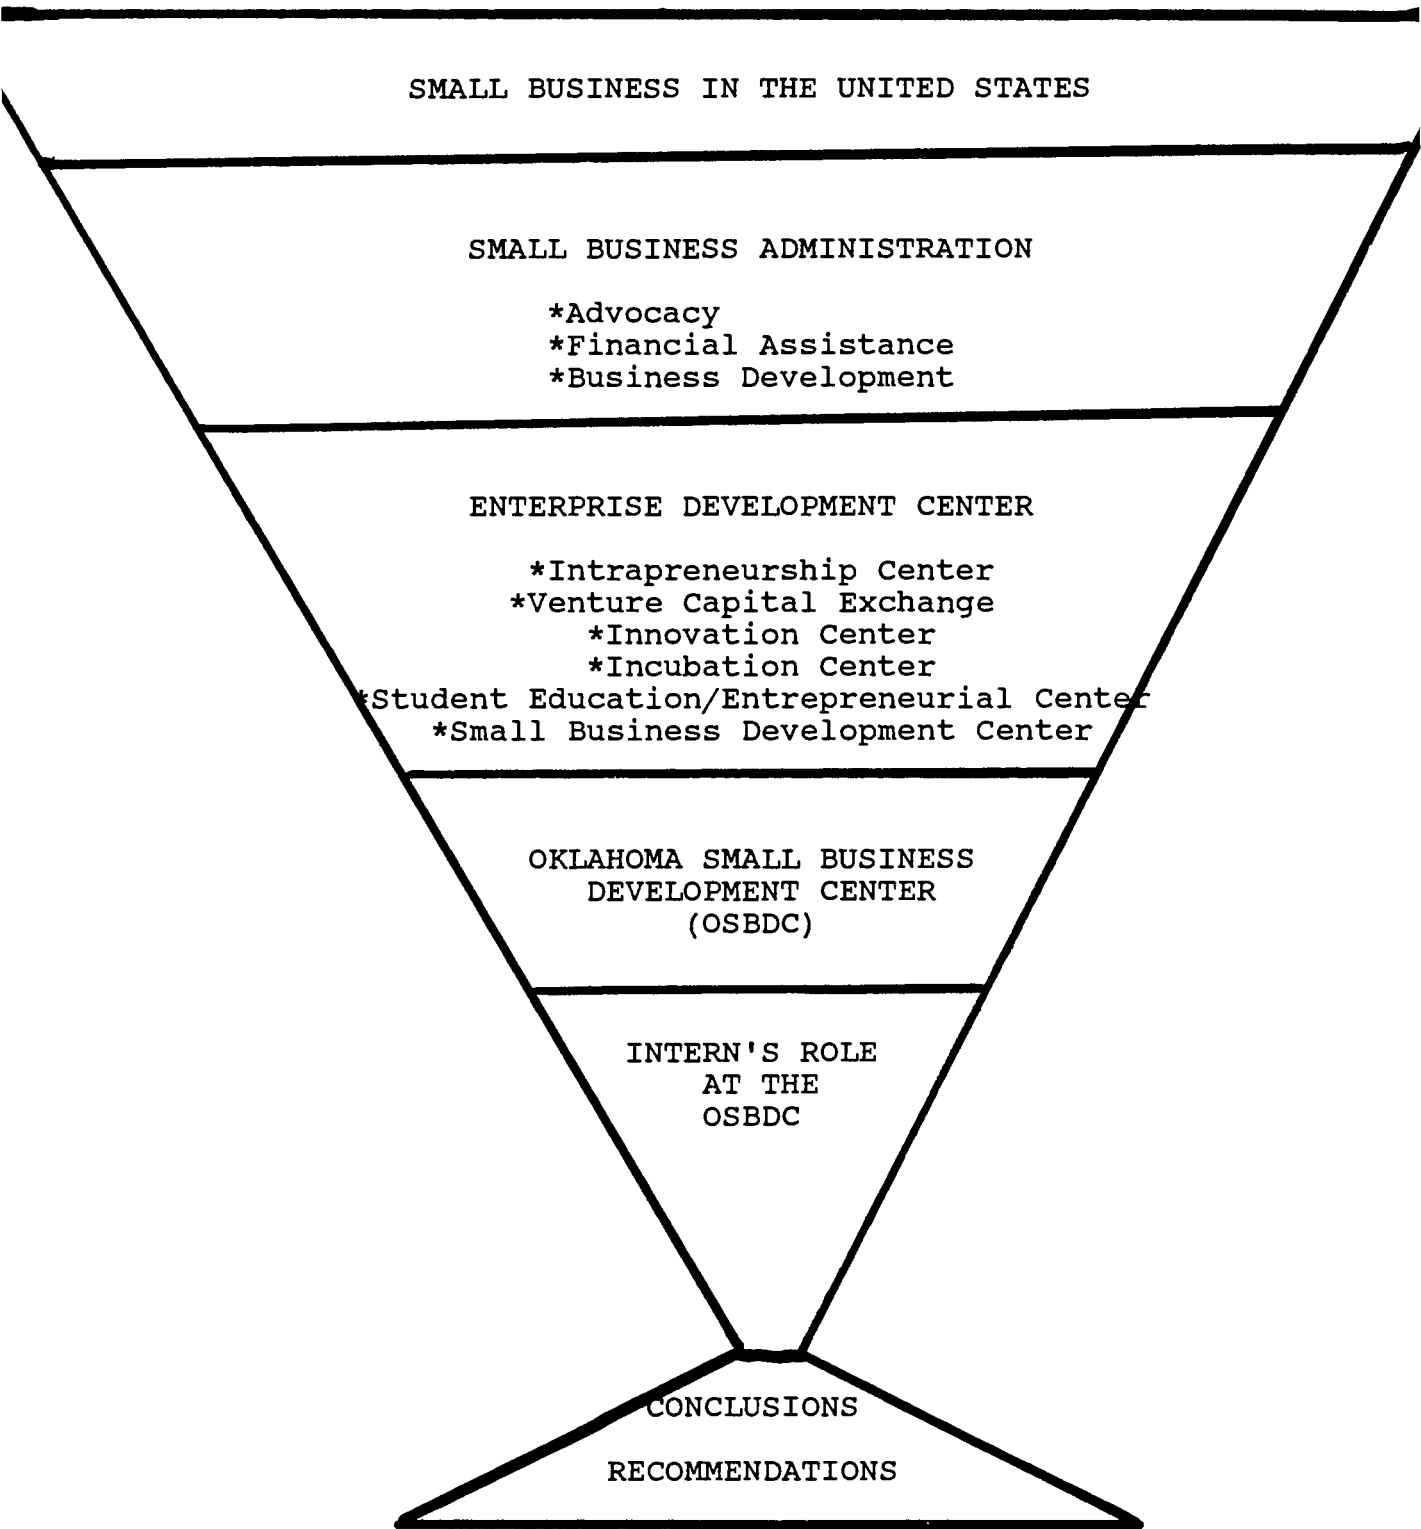 SMALL BUSINESS IN THE UNITED STATES
SMALL BUSINESS ADMINISTRATION
*Advocacy
*Financial Assistance
*Business Development
ENTERPRISE DEVELOPMENT CENTER
*Intrapreneurship Center
*Venture Capital Exchange
*Innovation Center
*Incubation Center
*Student Education/Entrepreneurial Center
*Small Business Development Center
OKLAHOMA SMALL BUSINESS
DEVELOPMENT CENTER
(OSBDC)
INTERN'S ROLE
AT THE
OSBDC
CONCLUSIONS
RECOMMENDATIONS